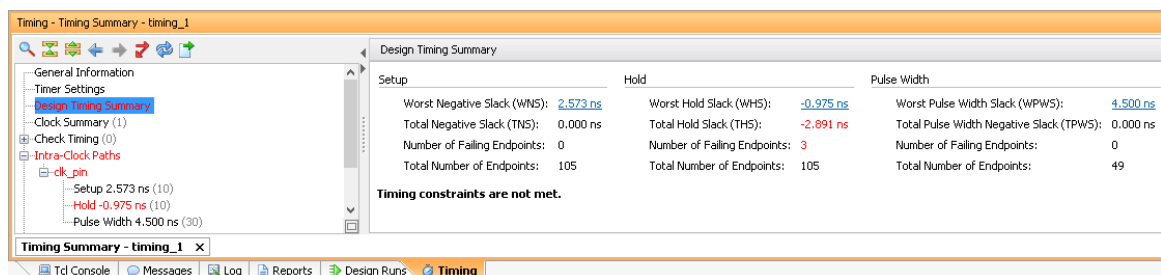 Timing - Timing Summary - timing_1
General Information
Timer Settings
Design Timing Summary
Clock Summary (1)
Check Timing (0)
Intra-Clock Paths
clk_pin
Setup 2.573 ns (10)
Hold -0.975 ns (10)
Pulse Width 4.500 ns (30)
Design Timing Summary
Setup Hold Pulse Width
Worst Negative Slack (WNS): 2.573 ns Worst Hold Slack (WHS): -0.975 ns Worst Pulse Width Slack (WPWS): 4.500 ns
Total Negative Slack (TNS): 0.000 ns Total Hold Slack (THS): -2.891 ns Total Pulse Width Negative Slack (TPWS): 0.000 ns
Number of Failing Endpoints: 0 Number of Failing Endpoints: 3 Number of Failing Endpoints: 0
Total Number of Endpoints: 105 Total Number of Endpoints: 105 Total Number of Endpoints: 49
Timing constraints are not met.
Timing Summary - timing_1 X
Tcl Console Messages Log Reports Design Runs Timing